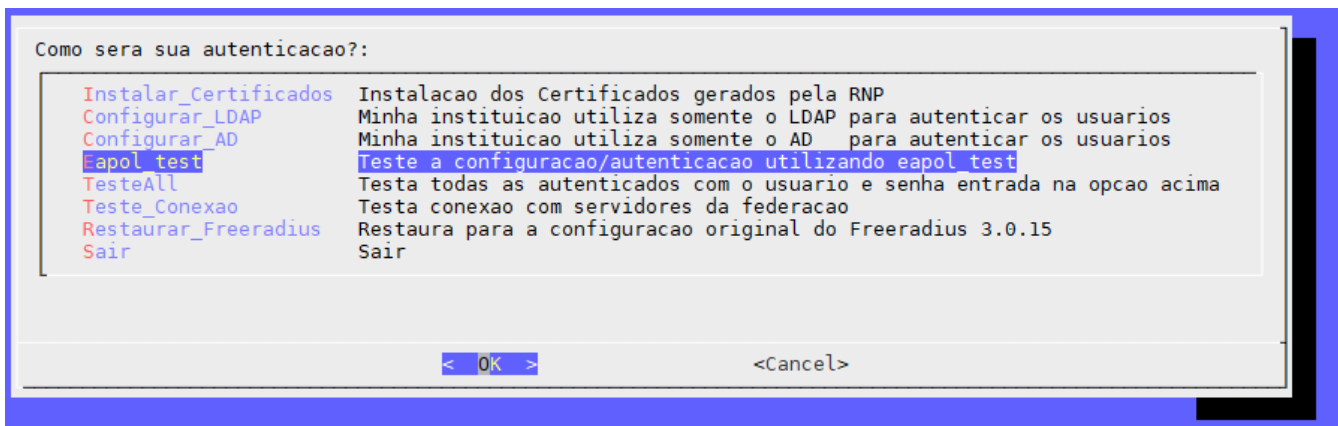 Como sera sua autenticacao?:
Instalar_Certificados Instalacao dos Certificados gerados pela RNP
Configurar_LDAP Minha instituicao utiliza somente o LDAP para autenticar os usuarios
Configurar_AD Minha instituicao utiliza somente o AD para autenticar os usuarios
Eapol_test Teste a configuracao/autenticacao utilizando eapol_test
TesteAll Testa todas as autenticados com o usuario e senha entrada na opcao acima
Teste_Conexao Testa conexao com servidores da federacao
Restaurar_Freeradius Restaura para a configuracao original do Freeradius 3.0.15
Sair Sair
< OK > <Cancel>